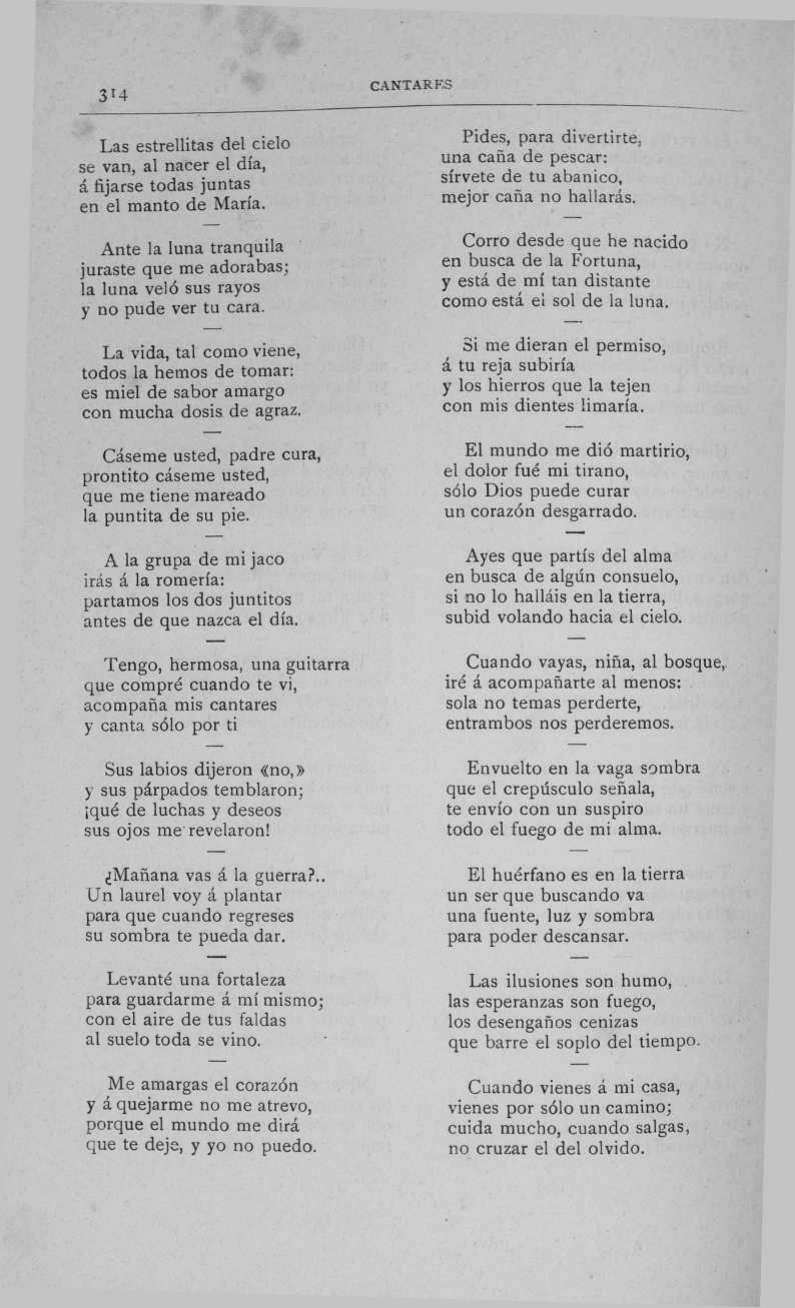 314
CANTARES
Las estrellitas del cielo
se van, al nacer el día,
á fijarse todas juntas
en el manto de María.
Ante la luna tranquila
juraste que me adorabas;
la luna veló sus rayos
y no pude ver tu cara.
La vida, tal como viene,
todos la hemos de tomar:
es miel de sabor amargo
con mucha dosis de agraz.
Cáseme usted, padre cura,
prontito cáseme usted,
que me tiene mareado
la puntita de su pie.
A la grupa de mi jaco
irás á la romería:
partamos los dos juntitos
antes de que nazca el día.
Tengo, hermosa, una guitarra
que compré cuando te vi,
acompaña mis cantares
y canta sólo por ti
Sus labios dijeron «no,»
y sus párpados temblaron;
¡qué de luchas y deseos
sus ojos me revelaron!
¿Mañana vas á la guerra?..
Un laurel voy á plantar
para que cuando regreses
su sombra te pueda dar.
Levanté una fortaleza
para guardarme á mí mismo;
con el aire de tus faldas
al suelo toda se vino.
Me amargas el corazón
y á quejarme no me atrevo,
porque el mundo me dirá
que te deje, y yo no puedo.
Pides, para divertirte,
una caña de pescar:
sírvete de tu abanico,
mejor caña no hallarás.
Corro desde que he nacido
en busca de la Fortuna,
y está de mí tan distante
como está el sol de la luna.
Si me dieran el permiso,
á tu reja subiría
y los hierros que la tejen
con mis dientes limaría.
El mundo me dió martirio,
el dolor fué mi tirano,
sólo Dios puede curar
un corazón desgarrado.
Ayes que partís del alma
en busca de algún consuelo,
si no lo halláis en la tierra,
subid volando hacia el cielo.
Cuando vayas, niña, al bosque,
iré á acompañarte al menos:
sola no temas perderte,
entrambos nos perderemos.
Envuelto en la vaga sombra
que el crepúsculo señala,
te envío con un suspiro
todo el fuego de mi alma.
El huérfano es en la tierra
un ser que buscando va
una fuente, luz y sombra
para poder descansar.
Las ilusiones son humo,
las esperanzas son fuego,
los desengaños cenizas
que barre el soplo del tiempo.
Cuando vienes á mi casa,
vienes por sólo un camino;
cuida mucho, cuando salgas,
no cruzar el del olvido.